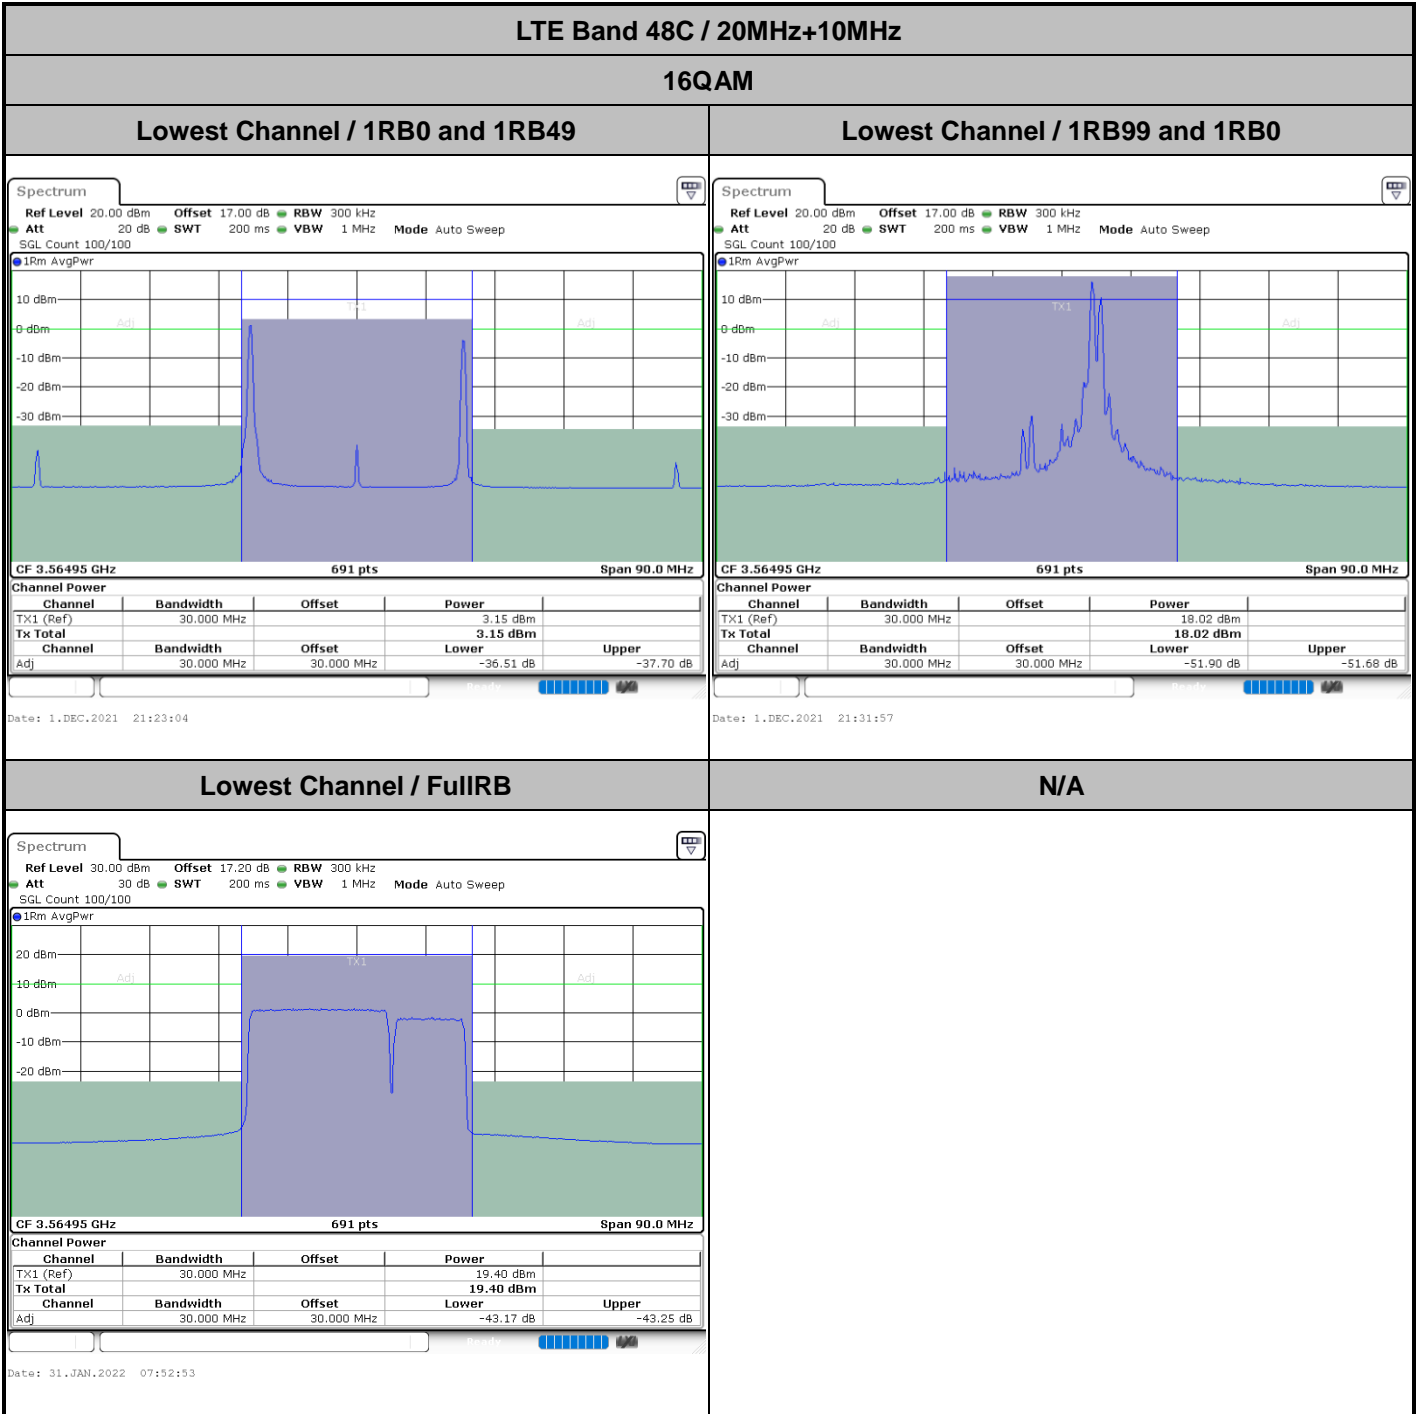 LTE Band 48C / 20MHz+10MHz
16QAM
Lowest Channel / 1RB0 and 1RB49
Lowest Channel / 1RB99 and 1RB0
Spectrum
Ref Level 20.00 dBm Offset 17.00 dB RBW 300 kHz
Att 20 dB SWT 200 ms VBW 1 MHz Mode Auto Sweep
SGL Count 100/100
1Rm AvgPwr
10 dBm
TX1
0 dBm
Adj
Adj
-10 dBm
-20 dBm
-30 dBm
CF 3.56495 GHz 691 pts Span 90.0 MHz
Channel Power
Channel Bandwidth Offset Power
TX1 (Ref) 30.000 MHz 3.15 dBm
Tx Total 3.15 dBm
Channel Bandwidth Offset Lower Upper
Adj 30.000 MHz 30.000 MHz -36.51 dB -37.70 dB
Ready
Date: 1.DEC.2021 21:23:04
Spectrum
Ref Level 20.00 dBm Offset 17.00 dB RBW 300 kHz
Att 20 dB SWT 200 ms VBW 1 MHz Mode Auto Sweep
SGL Count 100/100
1Rm AvgPwr
10 dBm
TX1
0 dBm
Adj
Adj
-10 dBm
-20 dBm
-30 dBm
CF 3.56495 GHz 691 pts Span 90.0 MHz
Channel Power
Channel Bandwidth Offset Power
TX1 (Ref) 30.000 MHz 18.02 dBm
Tx Total 18.02 dBm
Channel Bandwidth Offset Lower Upper
Adj 30.000 MHz 30.000 MHz -51.90 dB -51.68 dB
Ready
Date: 1.DEC.2021 21:31:57
Lowest Channel / FullRB
N/A
Spectrum
Ref Level 30.00 dBm Offset 17.20 dB RBW 300 kHz
Att 30 dB SWT 200 ms VBW 1 MHz Mode Auto Sweep
SGL Count 100/100
1Rm AvgPwr
20 dBm
TX1
Adj
Adj
10 dBm
0 dBm
-10 dBm
-20 dBm
CF 3.56495 GHz 691 pts Span 90.0 MHz
Channel Power
Channel Bandwidth Offset Power
TX1 (Ref) 30.000 MHz 19.40 dBm
Tx Total 19.40 dBm
Channel Bandwidth Offset Lower Upper
Adj 30.000 MHz 30.000 MHz -43.17 dB -43.25 dB
Ready
Date: 31.JAN.2022 07:52:53